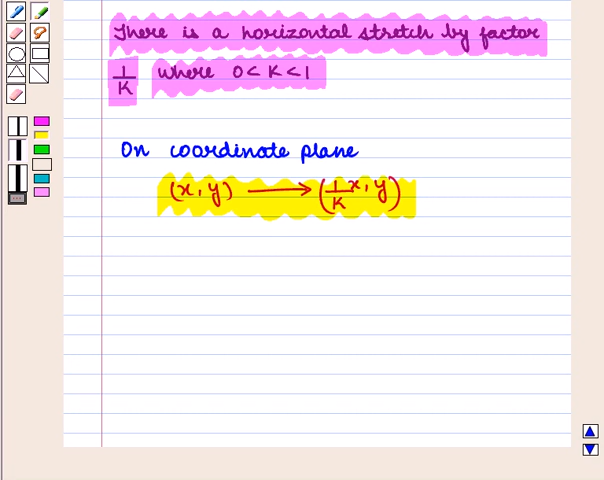 There is a horizontal stretch by factor
1/K where 0 < K < 1
On coordinate plane
(x, y) ⟶ (1/K x, y)